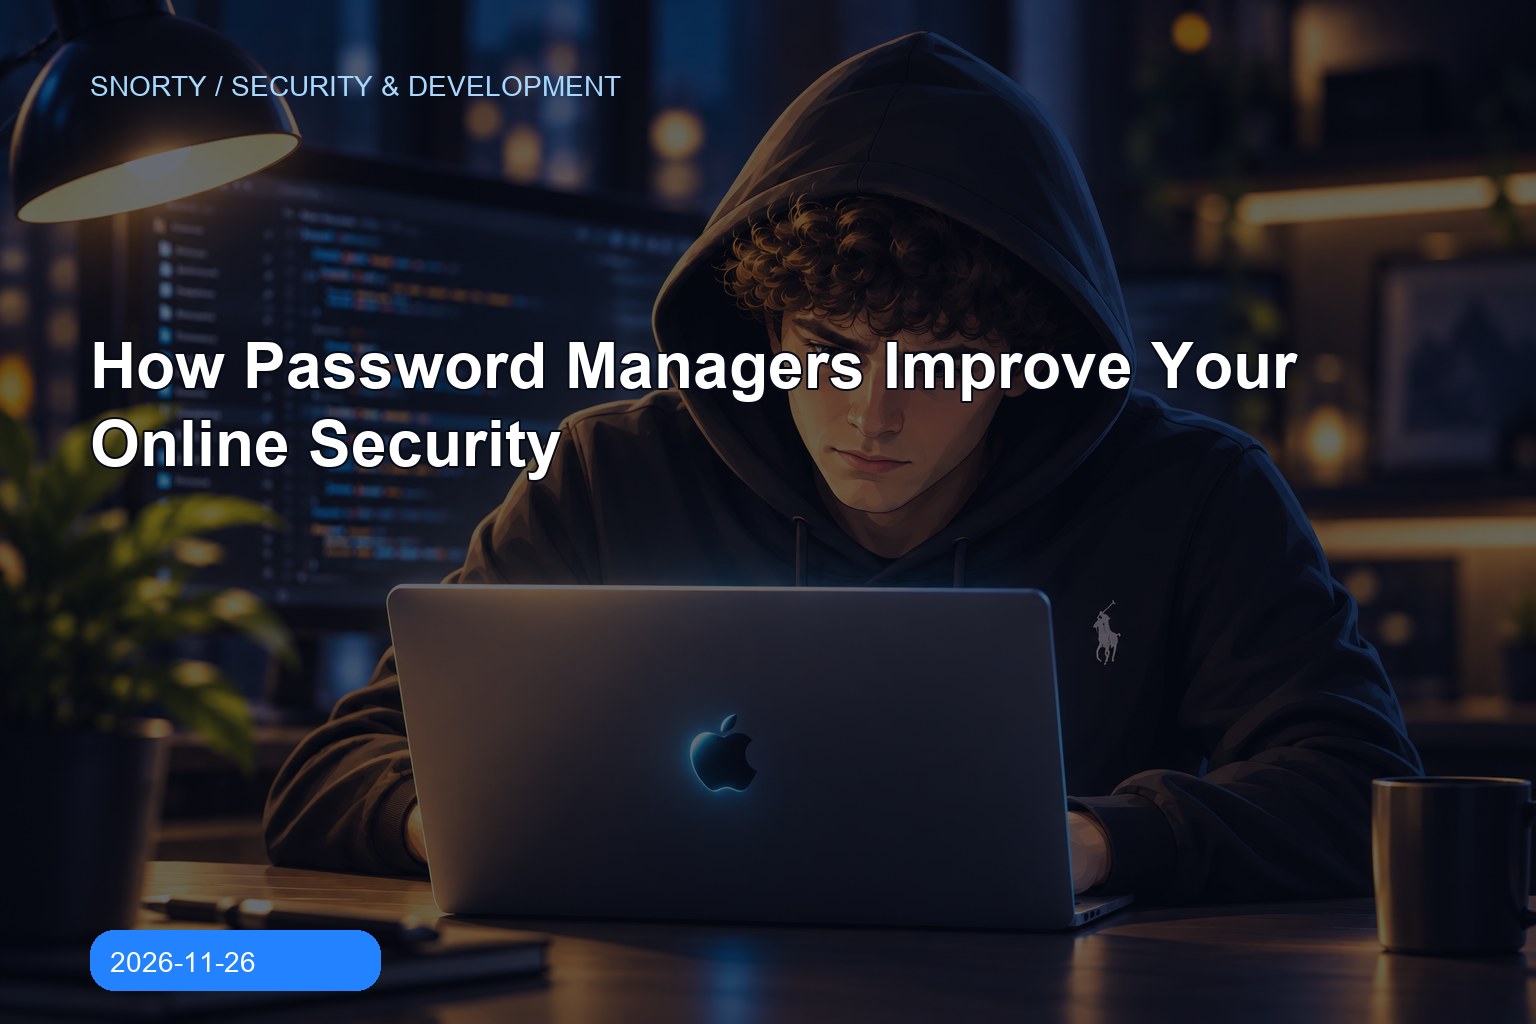 SNORTY / SECURITY & DEVELOPMENT
How Password Managers Improve Your
Online Security
2026-11-26